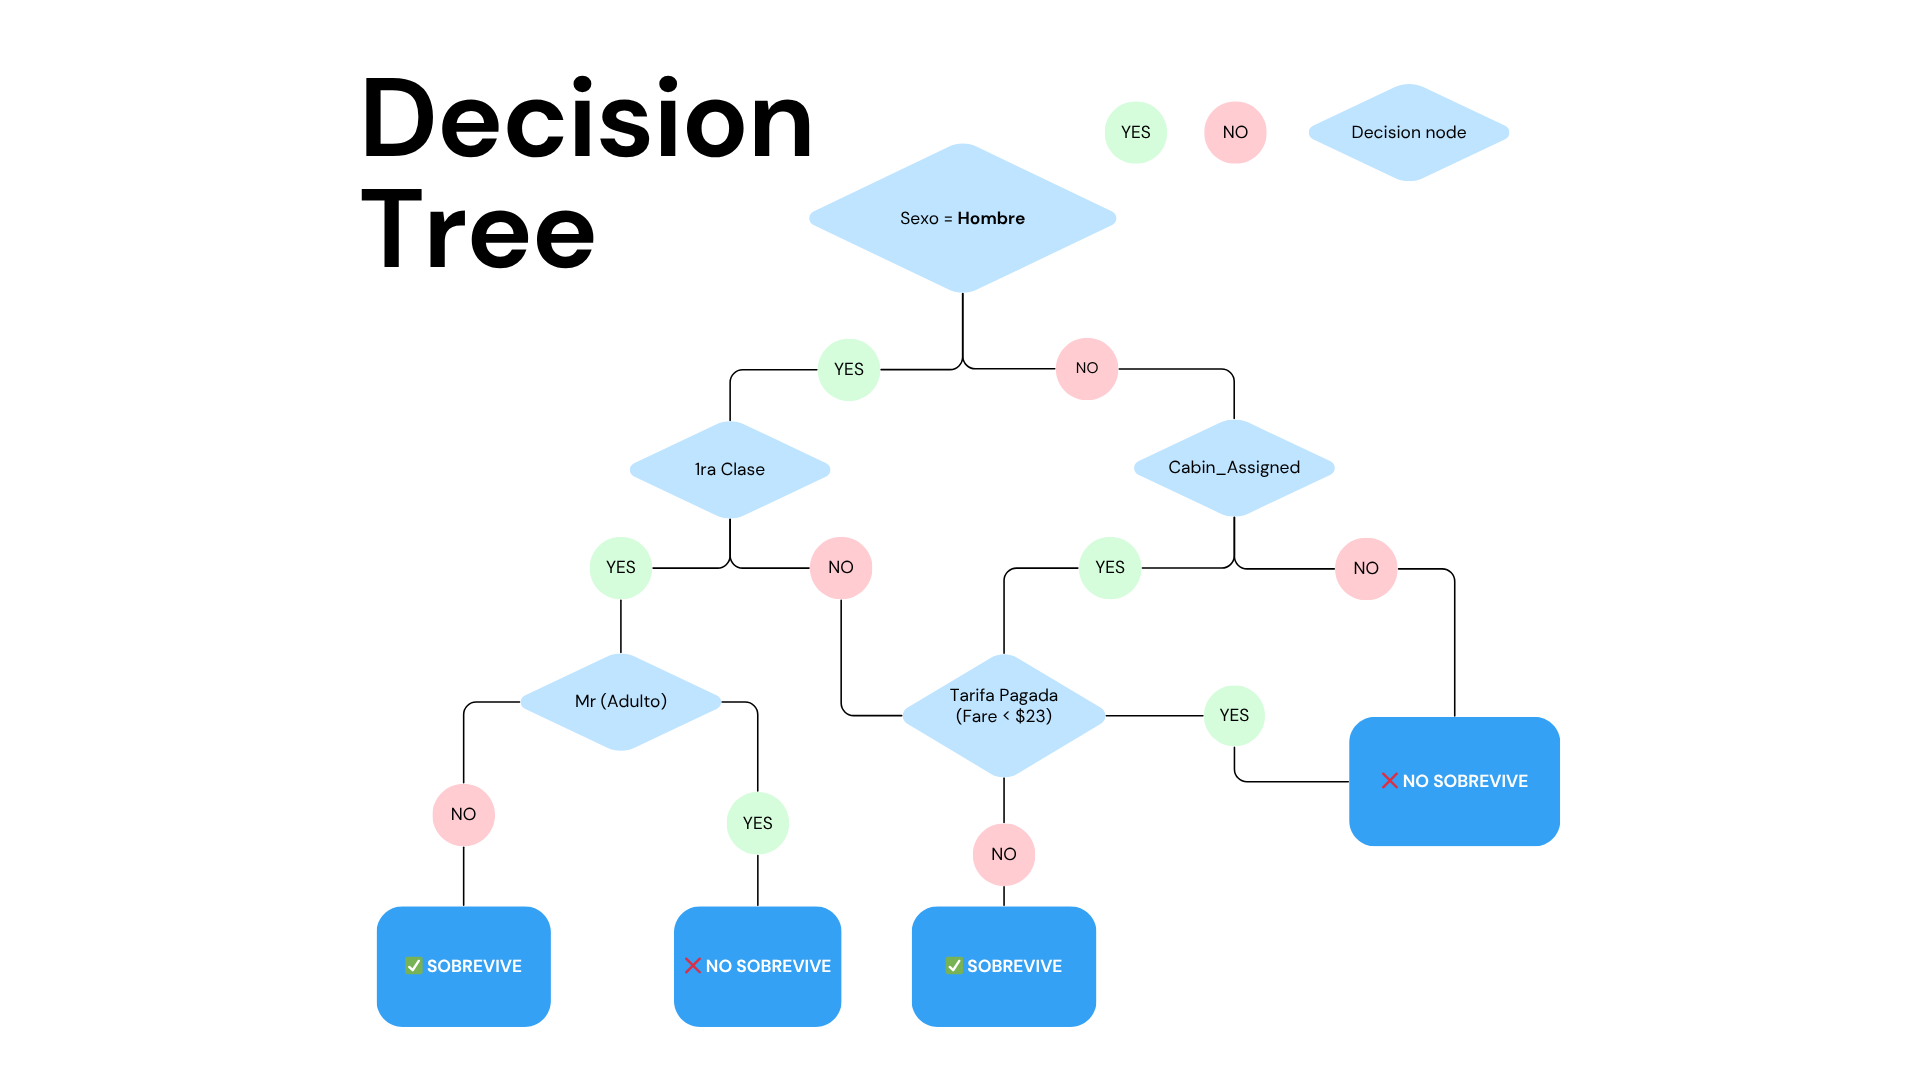 Decision
Tree
YES
NO
Decision node
Sexo = Hombre
YES
NO
1ra Clase
Cabin_Assigned
YES
NO
YES
NO
Mr (Adulto)
Tarifa Pagada
(Fare < $23)
YES
❌ NO SOBREVIVE
NO
YES
NO
✅ SOBREVIVE
❌ NO SOBREVIVE
✅ SOBREVIVE